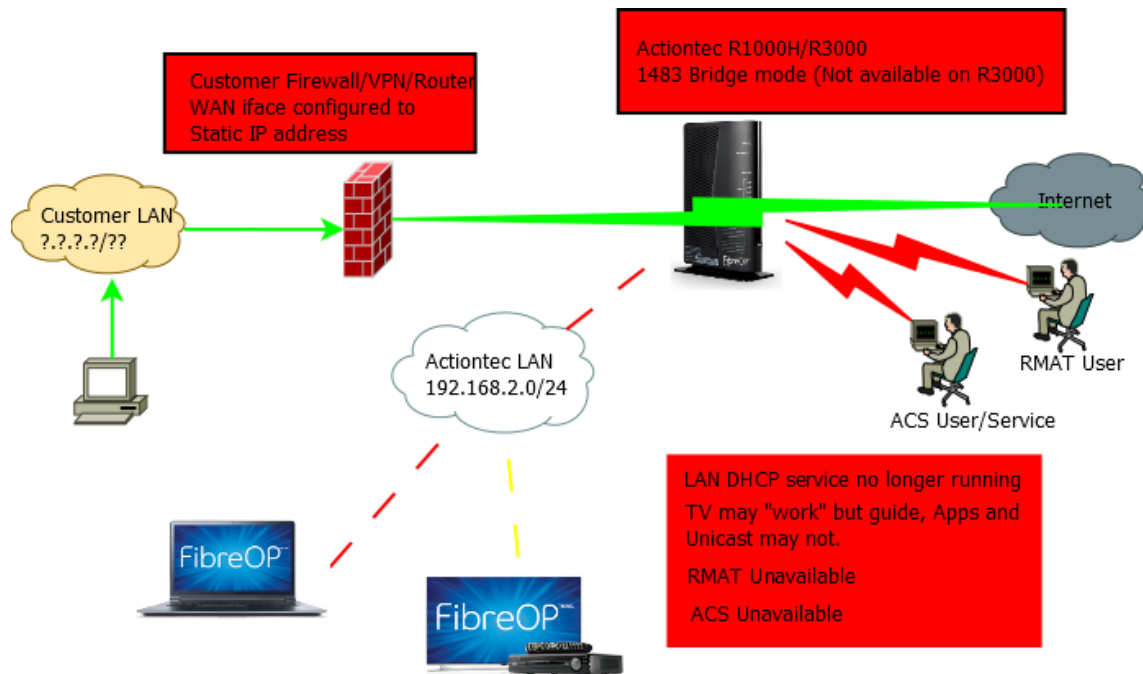 Customer Firewall/VPN/Router
WAN iface configured to
Static IP address
Actiontec R1000H/R3000
1483 Bridge mode (Not available on R3000)
Customer LAN
?.?.?.?/??
Internet
FibreOP
Actiontec LAN
192.168.2.0/24
RMAT User
ACS User/Service
LAN DHCP service no longer running
TV may "work" but guide, Apps and
Unicast may not.
RMAT Unavailable
ACS Unavailable
FibreOP
FibreOP